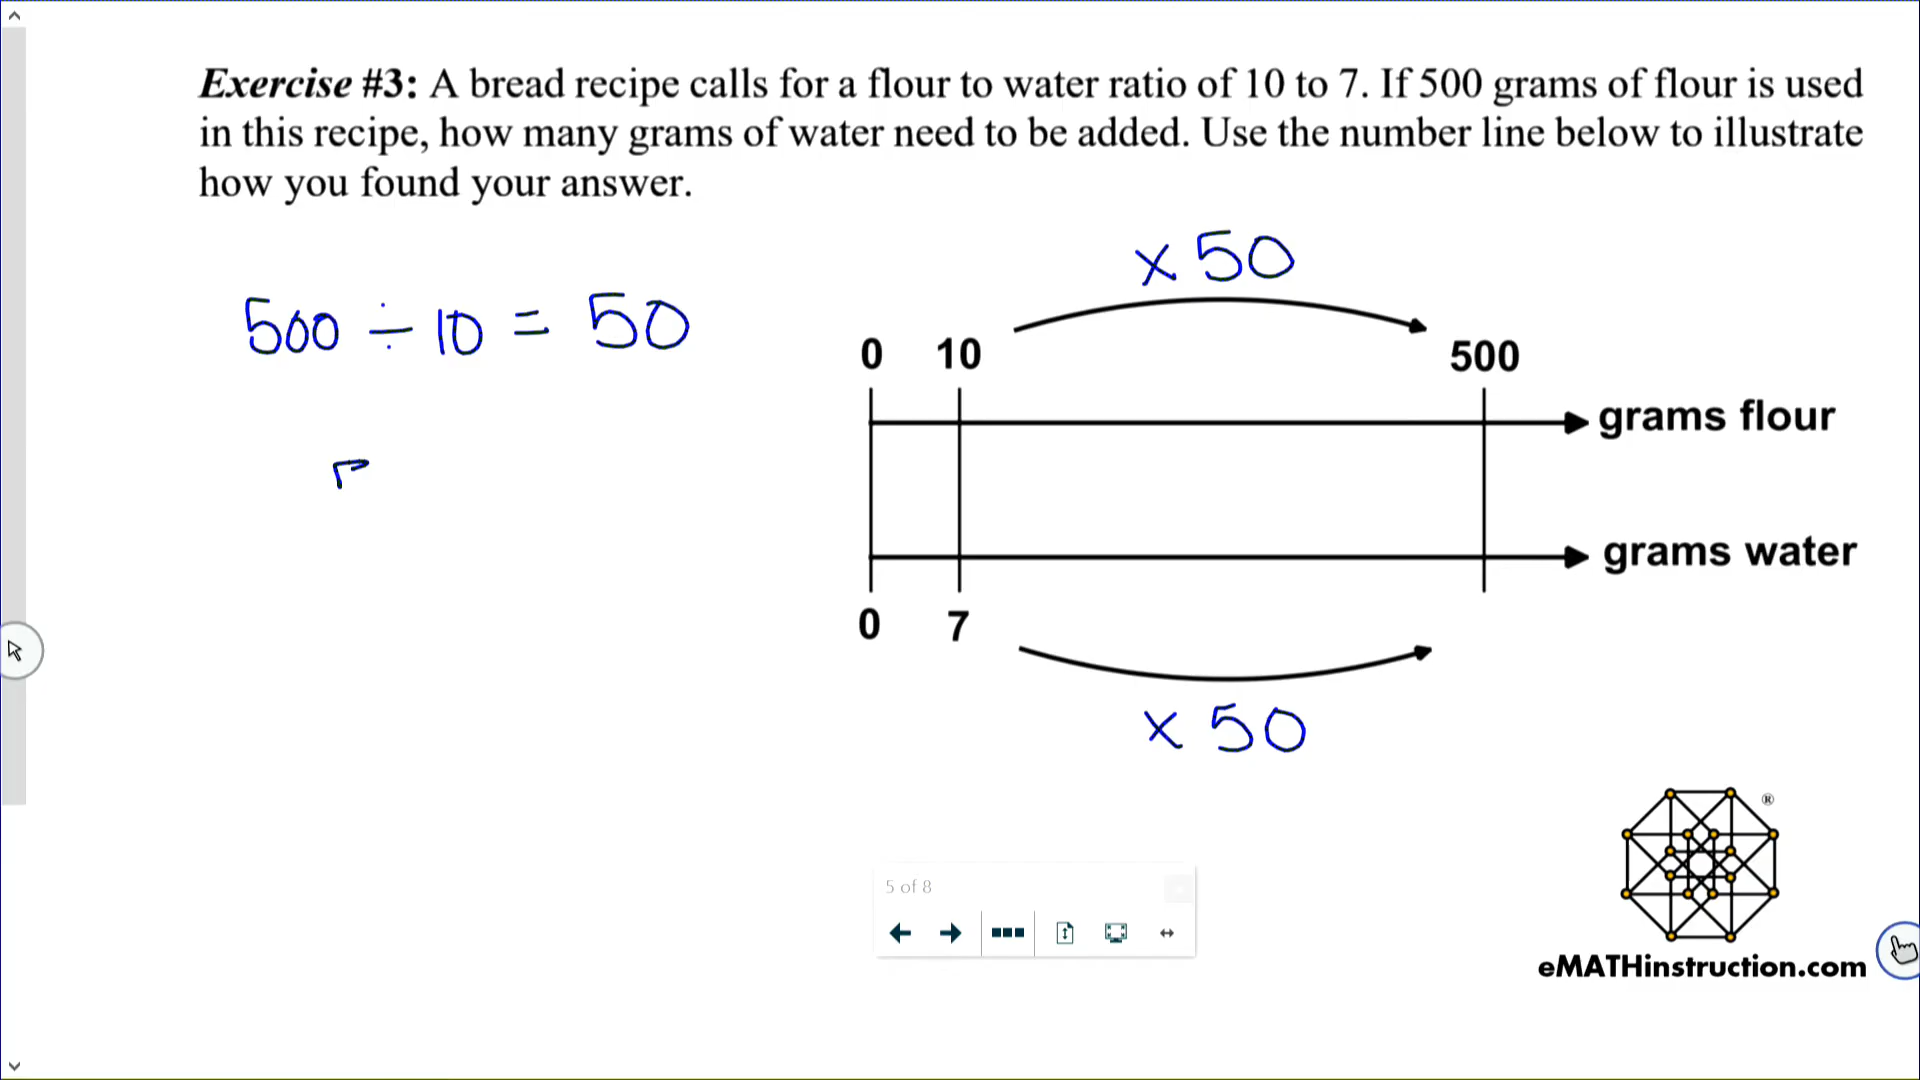 Exercise #3: A bread recipe calls for a flour to water ratio of 10 to 7. If 500 grams of flour is used
in this recipe, how many grams of water need to be added. Use the number line below to illustrate
how you found your answer.
500 ÷ 10 = 50
x 50
0 10 500
grams flour
grams water
0 7
x 50
5 of 8
®
eMATHinstruction.com